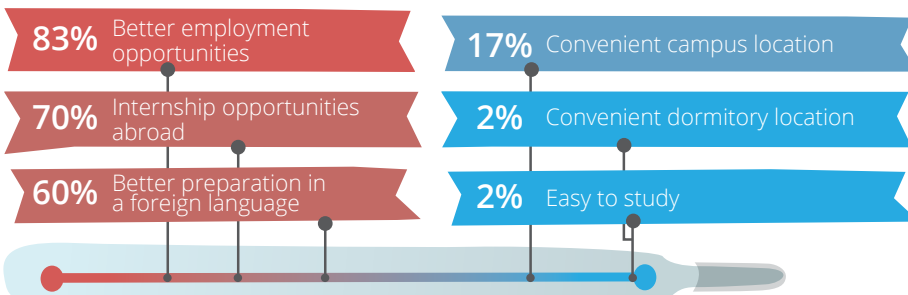 83% Better employment
opportunities
70% Internship opportunities
abroad
60% Better preparation in
a foreign language
17% Convenient campus location
2% Convenient dormitory location
2% Easy to study